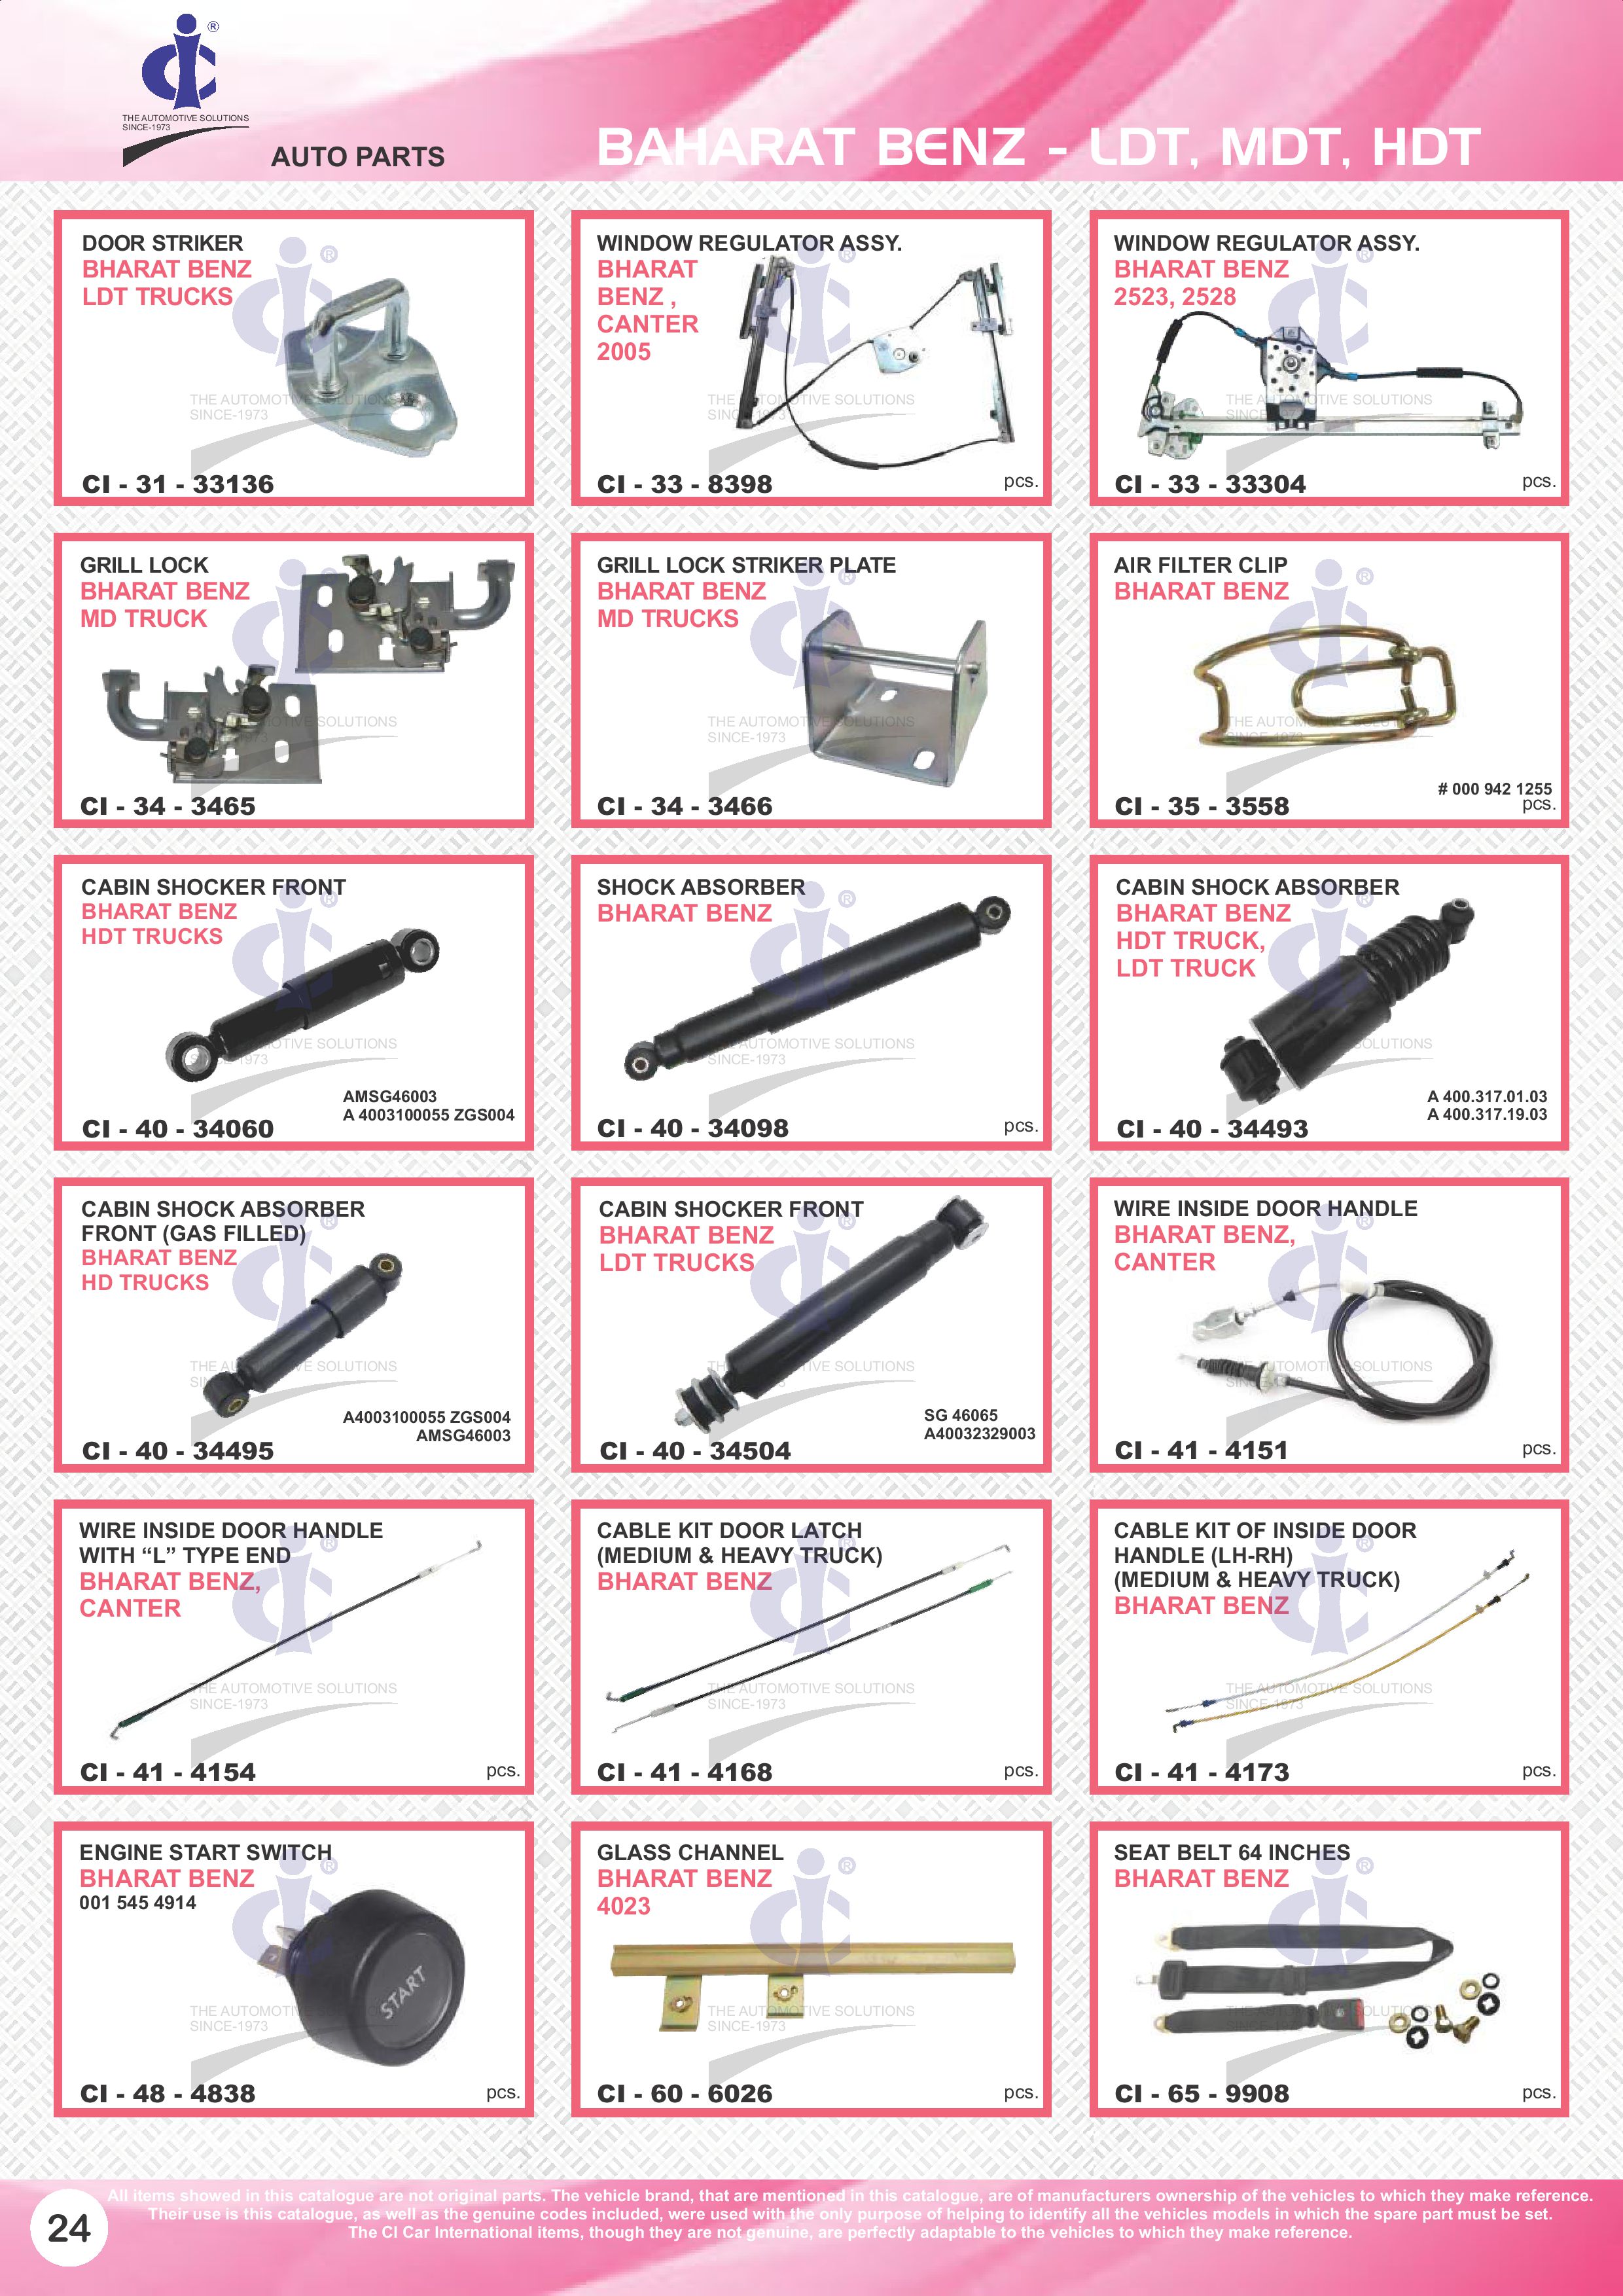 ®
THE AUTOMOTIVE SOLUTIONS
SINCE-1973
AUTO PARTS
BAHARAT BENZ - LDT, MDT, HDT
DOOR STRIKER
BHARAT BENZ
LDT TRUCKS
CI - 31 - 33136
WINDOW REGULATOR ASSY.
BHARAT
BENZ ,
CANTER
2005
CI - 33 - 8398
pcs.
WINDOW REGULATOR ASSY.
BHARAT BENZ
2523, 2528
CI - 33 - 33304
pcs.
GRILL LOCK
BHARAT BENZ
MD TRUCK
CI - 34 - 3465
GRILL LOCK STRIKER PLATE
BHARAT BENZ
MD TRUCKS
CI - 34 - 3466
AIR FILTER CLIP
BHARAT BENZ
# 000 942 1255
CI - 35 - 3558
pcs.
CABIN SHOCKER FRONT
BHARAT BENZ
HDT TRUCKS
AMSG46003
A 4003100055 ZGS004
CI - 40 - 34060
SHOCK ABSORBER
BHARAT BENZ
CI - 40 - 34098
pcs.
CABIN SHOCK ABSORBER
BHARAT BENZ
HDT TRUCK,
LDT TRUCK
A 400.317.01.03
A 400.317.19.03
CI - 40 - 34493
CABIN SHOCK ABSORBER
FRONT (GAS FILLED)
BHARAT BENZ
HD TRUCKS
A4003100055 ZGS004
AMSG46003
CI - 40 - 34495
CABIN SHOCKER FRONT
BHARAT BENZ
LDT TRUCKS
SG 46065
A40032329003
CI - 40 - 34504
WIRE INSIDE DOOR HANDLE
BHARAT BENZ,
CANTER
CI - 41 - 4151
pcs.
WIRE INSIDE DOOR HANDLE
WITH “L” TYPE END
BHARAT BENZ,
CANTER
CI - 41 - 4154
pcs.
CABLE KIT DOOR LATCH
(MEDIUM & HEAVY TRUCK)
BHARAT BENZ
CI - 41 - 4168
pcs.
CABLE KIT OF INSIDE DOOR
HANDLE (LH-RH)
(MEDIUM & HEAVY TRUCK)
BHARAT BENZ
CI - 41 - 4173
pcs.
ENGINE START SWITCH
BHARAT BENZ
001 545 4914
START
CI - 48 - 4838
pcs.
GLASS CHANNEL
BHARAT BENZ
4023
CI - 60 - 6026
pcs.
SEAT BELT 64 INCHES
BHARAT BENZ
CI - 65 - 9908
pcs.
All items showed in this catalogue are not original parts. The vehicle brand, that are mentioned in this catalogue, are of manufacturers ownership of the vehicles to which they make reference.
Their use is this catalogue, as well as the genuine codes included, were used with the only purpose of helping to identify all the vehicles models in which the spare part must be set.
The CI Car International items, though they are not genuine, are perfectly adaptable to the vehicles to which they make reference.
24